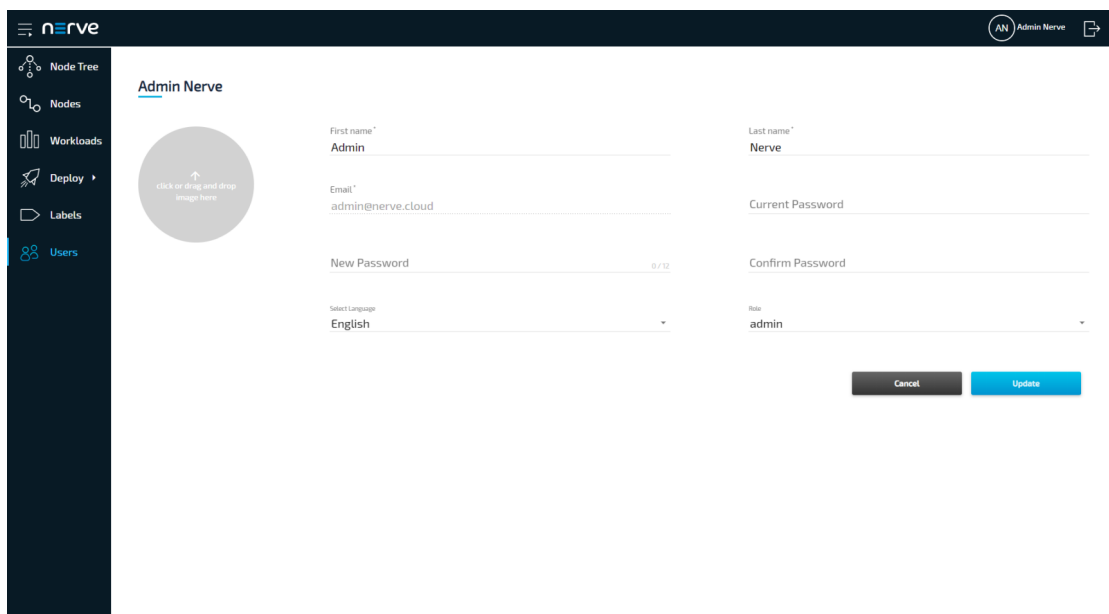 nerve
AN Admin Nerve
Node Tree
Nodes
Workloads
Deploy
Labels
Users
Admin Nerve
click or drag and drop
image here
First name *
Admin
Last name *
Nerve
Email *
admin@nerve.cloud
Current Password
New Password
0 / 12
Confirm Password
Select Language
English
Role
admin
Cancel
Update